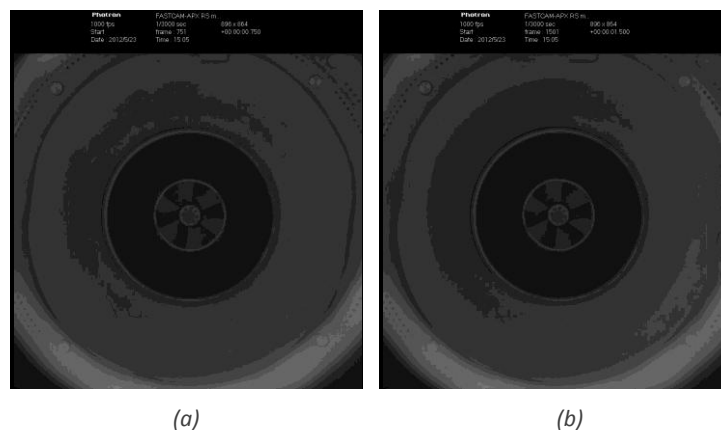 Photron FASTCAM-APX RS m...
1000 fps 1/3000 sec 896 x 864
Start frame : 751 +00:00:00.750
Date : 2012/5/23 Time : 15:05
Photron FASTCAM-APX RS m...
1000 fps 1/3000 sec 896 x 864
Start frame : 1501 +00:00:01.500
Date : 2012/5/23 Time : 15:05
(a)
(b)